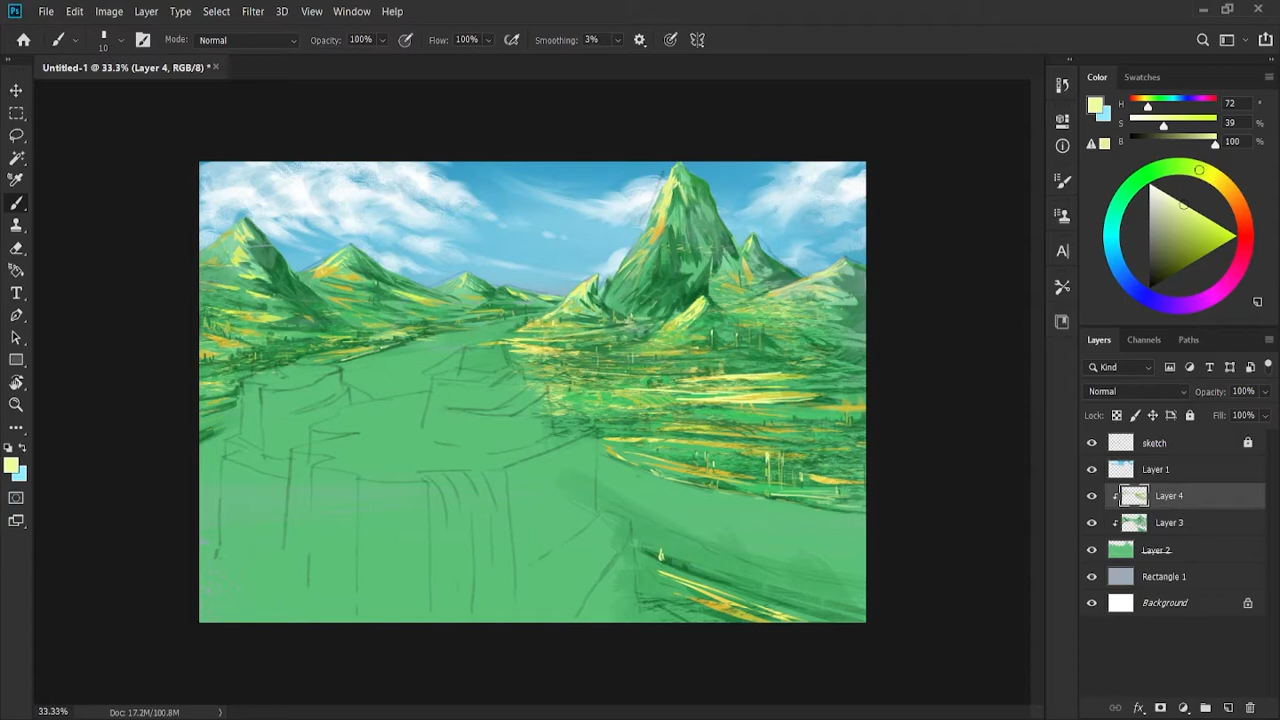 Ps File Edit Image Layer Type Select Filter 3D View Window Help
10 Mode: Normal Opacity: 100% Flow: 100% Smoothing: 3%
Untitled-1 @ 33.3% (Layer 4, RGB/8) *
Color Swatches
H 72 °
S 39 %
B 100 %
Layers Channels Paths
Kind
Normal Opacity: 100%
Lock: Fill: 100%
sketch
Layer 1
Layer 4
Layer 3
Layer 2
Rectangle 1
Background
33.33% Doc: 17.2M/100.8M